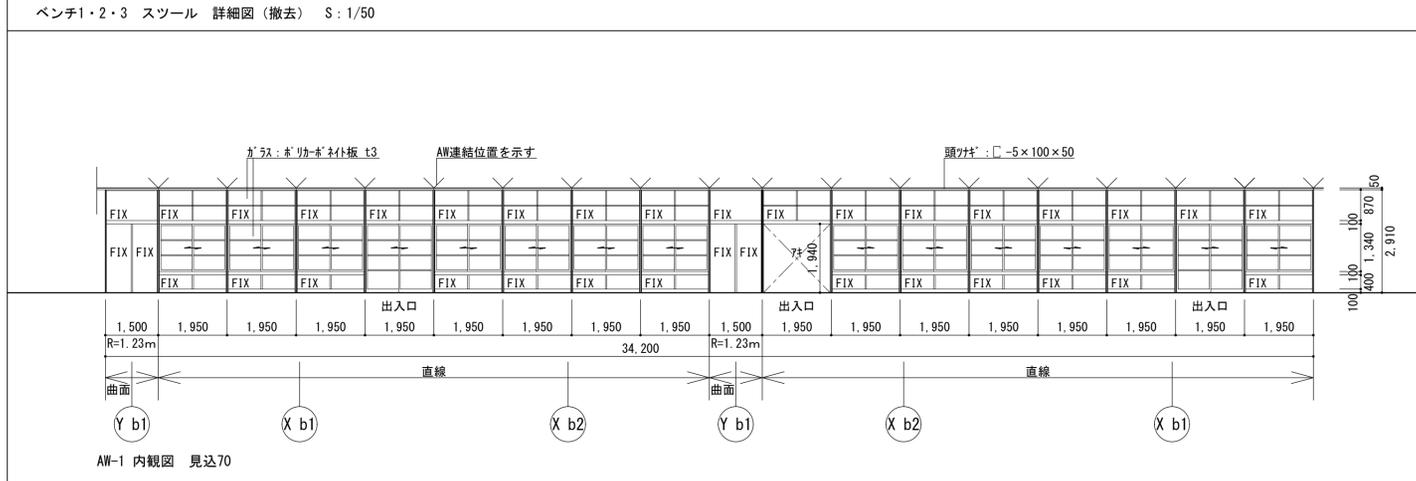 ベンチ1・2・3 スツール 詳細図（撤去） S：1/50
ガラス：ポリカーボネイト板 t3
AW連結位置を示す
頭ツナギ：□ -5×100×50
50
FIX FIX FIX FIX FIX FIX FIX FIX FIX FIX FIX FIX FIX FIX FIX FIX FIX FIX
870
100
FIX FIX FIX FIX アキ 1,940
1,340
2,910
100
FIX FIX FIX FIX FIX FIX FIX FIX FIX FIX FIX FIX FIX
400
100
出入口 出入口 出入口
1,500 1,950 1,950 1,950 1,950 1,950 1,950 1,950 1,950 1,500 1,950 1,950 1,950 1,950 1,950 1,950 1,950 1,950
R=1.23m R=1.23m
34,200
直線 直線
曲面 曲面
Y b1 X b1 X b2 Y b1 X b2 X b1
AW-1 内観図 見込70